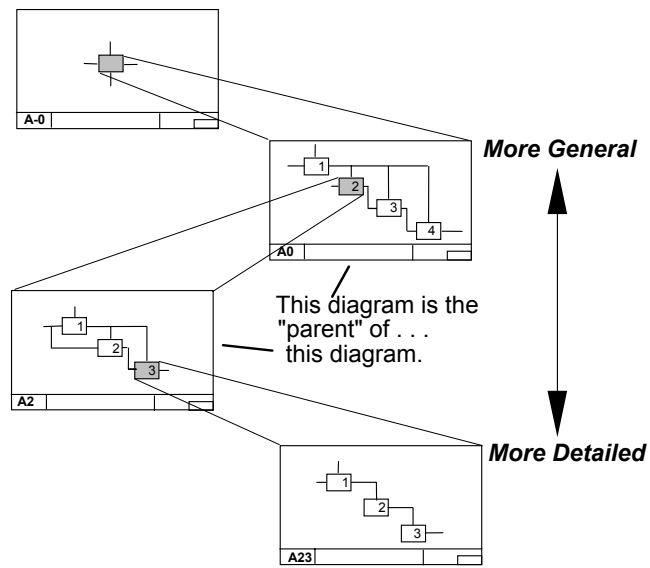 A-0
More General
1
2
3
4
A0
This diagram is the
"parent" of . . .
this diagram.
1
2
3
A2
More Detailed
1
2
3
A23